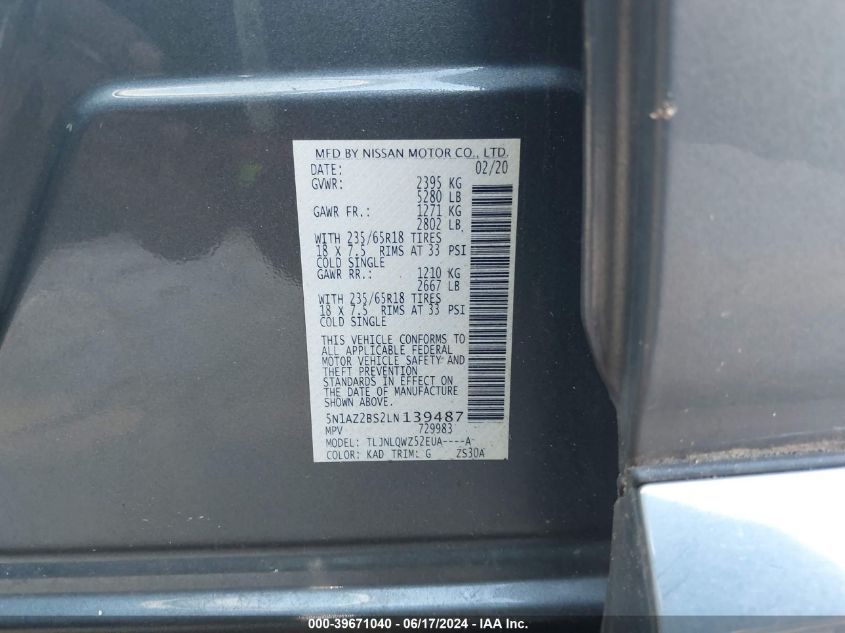 MFD BY NISSAN MOTOR CO., LTD.
DATE: 02/20
GVWR: 2395 KG
5280 LB
GAWR FR.: 1271 KG
2802 LB
WITH 235/65R18 TIRES
18 X 7.5 RIMS AT 33 PSI
COLD SINGLE
GAWR RR.: 1210 KG
2667 LB
WITH 235/65R18 TIRES
18 X 7.5 RIMS AT 33 PSI
COLD SINGLE
THIS VEHICLE CONFORMS TO
ALL APPLICABLE FEDERAL
MOTOR VEHICLE SAFETY AND
THEFT PREVENTION
STANDARDS IN EFFECT ON
THE DATE OF MANUFACTURE
SHOWN ABOVE.
5N1AZ2BS2LN 139487
MPV 729983
MODEL: TLJNLQWZ52EUA----A-
COLOR: KAD TRIM: G ZS3DA
005-39671040 - 06/17/2024 - IAA Inc.